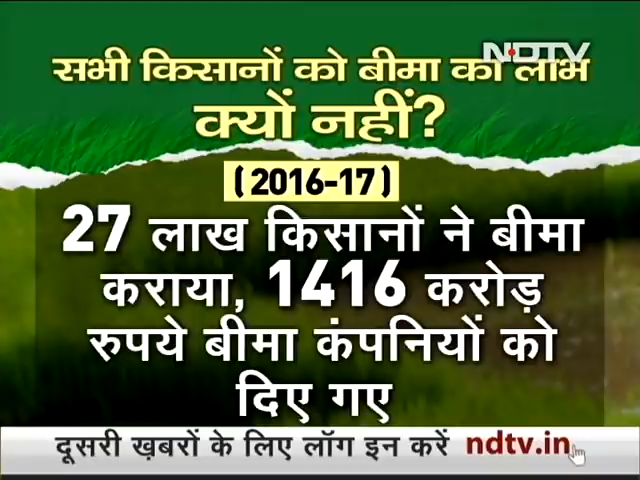 NDTV
सभी किसानों को बीमा का लाभ
क्यों नहीं?
(2016-17)
27 लाख किसानों ने बीमा
कराया, 1416 करोड़
रुपये बीमा कंपनियों को
दिए गए
दूसरी ख़बरों के लिए लॉग इन करें ndtv.in